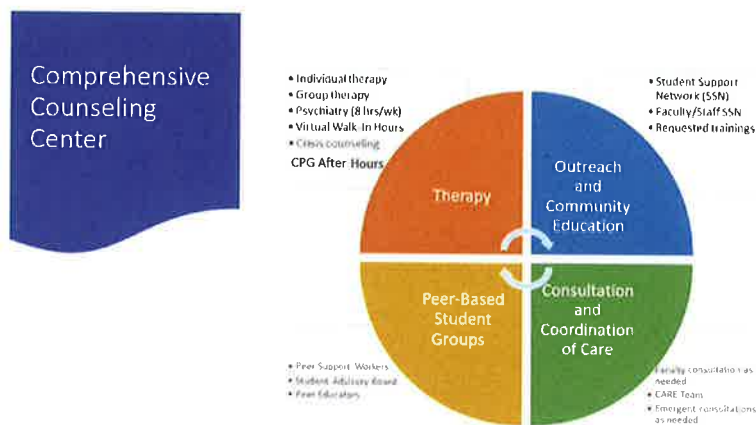 Comprehensive
Counseling
Center
• Individual therapy
• Group therapy
• Psychiatry (8 hrs/wk)
• Virtual Walk-In Hours
• Crisis counseling
CPG After Hours
• Student Support
Network (SSN)
• Faculty/Staff SSN
• Requested trainings
Therapy
Outreach
and
Community
Education
Peer-Based
Student
Groups
Consultation
and
Coordination
of Care
• Peer Support Workers
• Student Advisory Board
• Peer Educators
• Faculty consultation as
needed
• CARE Team
• Emergent consultations
as needed